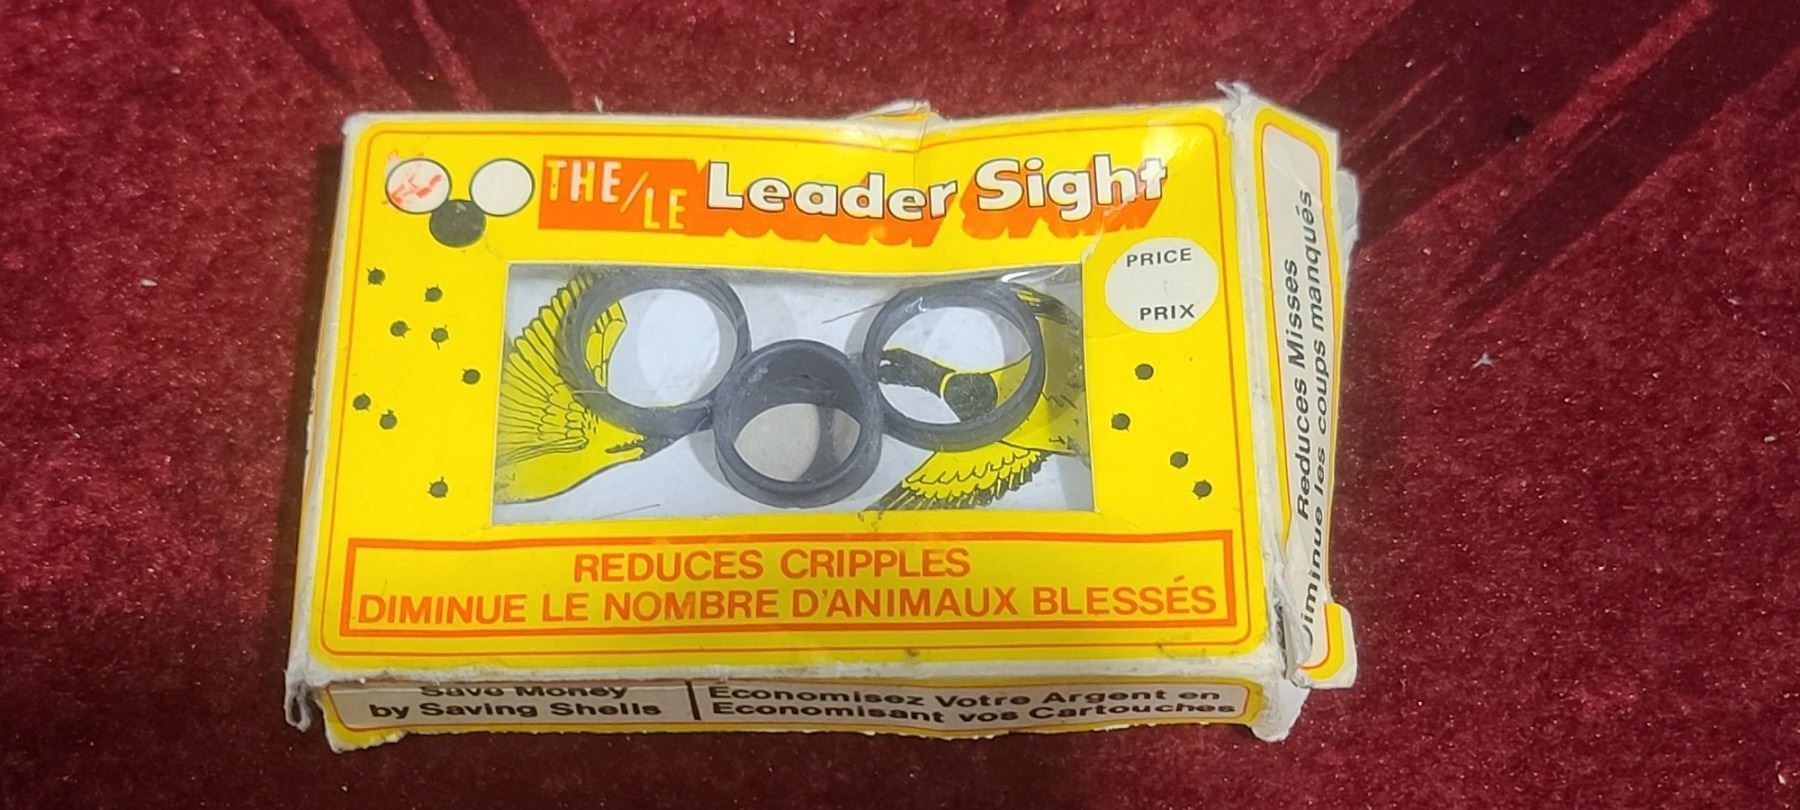 THE/LE Leader Sight
PRICE
PRIX
REDUCES CRIPPLES
DIMINUE LE NOMBRE D'ANIMAUX BLESSÉS
Save Money
by Saving Shells
Économisez Votre Argent en
Économisant vos Cartouches
Reduces Misses
Diminue les coups manqués